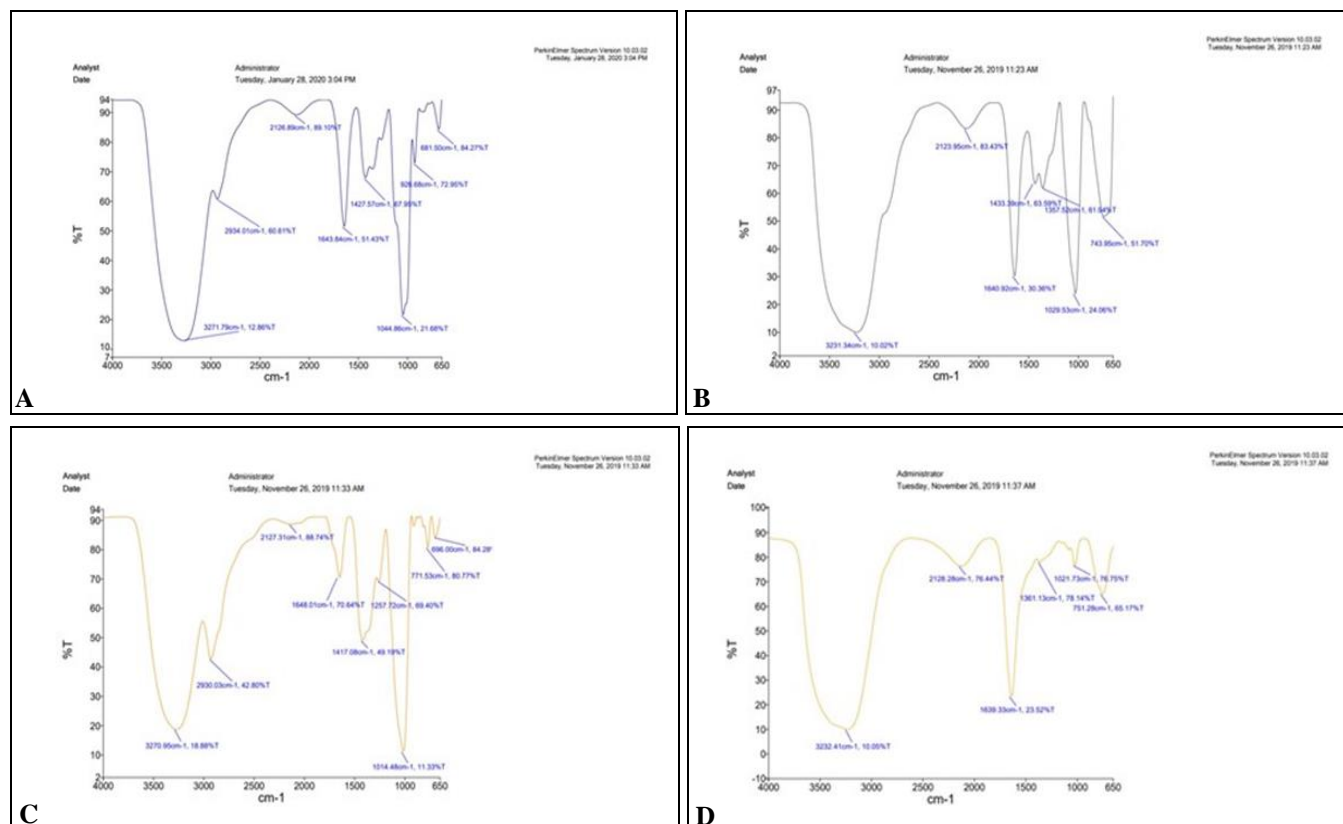 PerkinElmer Spectrum Version 10.03.02
Tuesday, January 28, 2020 3:04 PM
Analyst Administrator
Date Tuesday, January 28, 2020 3:04 PM
94
90
80
70
60
50
40
30
20
10
7
%T
2126.89cm-1, 89.10%T
681.50cm-1, 84.27%T
926.68cm-1, 72.95%T
1427.57cm-1, 67.95%T
2934.01cm-1, 60.61%T
1643.84cm-1, 51.43%T
3271.79cm-1, 12.86%T
1044.86cm-1, 21.68%T
4000 3500 3000 2500 2000 1500 1000 650
cm-1
A
PerkinElmer Spectrum Version 10.03.02
Tuesday, November 26, 2019 11:23 AM
Analyst Administrator
Date Tuesday, November 26, 2019 11:23 AM
97
90
80
70
60
50
40
30
20
10
2
%T
2123.95cm-1, 83.43%T
1433.39cm-1, 63.59%T
1357.52cm-1, 61.94%T
743.95cm-1, 51.70%T
1640.92cm-1, 30.36%T
1029.53cm-1, 24.06%T
3231.34cm-1, 10.02%T
4000 3500 3000 2500 2000 1500 1000 650
cm-1
B
PerkinElmer Spectrum Version 10.03.02
Tuesday, November 26, 2019 11:33 AM
Analyst Administrator
Date Tuesday, November 26, 2019 11:33 AM
94
90
80
70
60
50
40
30
20
10
2
%T
2127.31cm-1, 88.74%T
696.00cm-1, 84.28
771.53cm-1, 80.77%T
1648.01cm-1, 70.64%T
1257.72cm-1, 69.40%T
1417.08cm-1, 49.19%T
2930.03cm-1, 42.80%T
3270.95cm-1, 18.88%T
1014.48cm-1, 11.33%T
4000 3500 3000 2500 2000 1500 1000 650
cm-1
C
PerkinElmer Spectrum Version 10.03.02
Tuesday, November 26, 2019 11:37 AM
Analyst Administrator
Date Tuesday, November 26, 2019 11:37 AM
100
90
80
70
60
50
40
30
20
10
0
-10
%T
2128.28cm-1, 76.44%T
1021.73cm-1, 76.75%T
1361.13cm-1, 78.14%T
751.28cm-1, 65.17%T
1639.33cm-1, 23.52%T
3232.41cm-1, 10.05%T
4000 3500 3000 2500 2000 1500 1000 650
cm-1
D